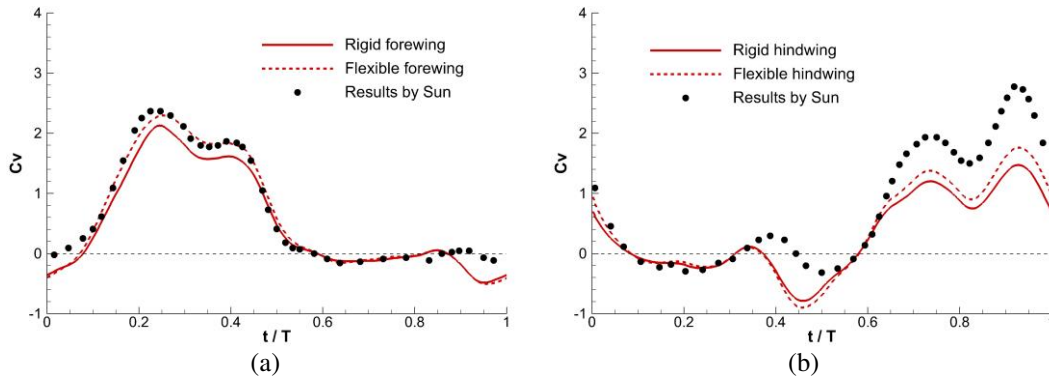 4
3
2
1
0
-1
Cv
0
0.2
0.4
0.6
0.8
1
t / T
Rigid forewing
Flexible forewing
Results by Sun
(a)
4
3
2
1
0
-1
Cv
0
0.2
0.4
0.6
0.8
t / T
Rigid hindwing
Flexible hindwing
Results by Sun
(b)